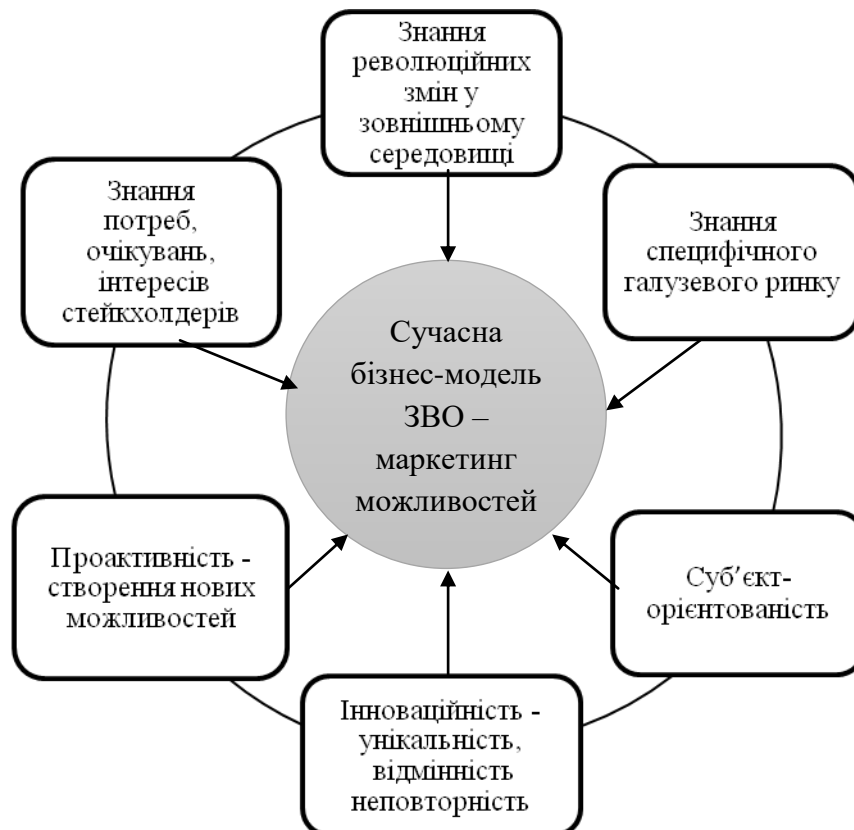 Знання
революційних
змін у
зовнішньому
середовищі
Знання
потреб,
очікувань,
інтересів
стейкхолдерів
Знання
специфічного
галузевого ринку
Сучасна
бізнес-модель
ЗВО –
маркетинг
можливостей
Проактивність -
створення нових
можливостей
Суб′єкт-
орієнтованість
Інноваційність -
унікальність,
відмінність
неповторність